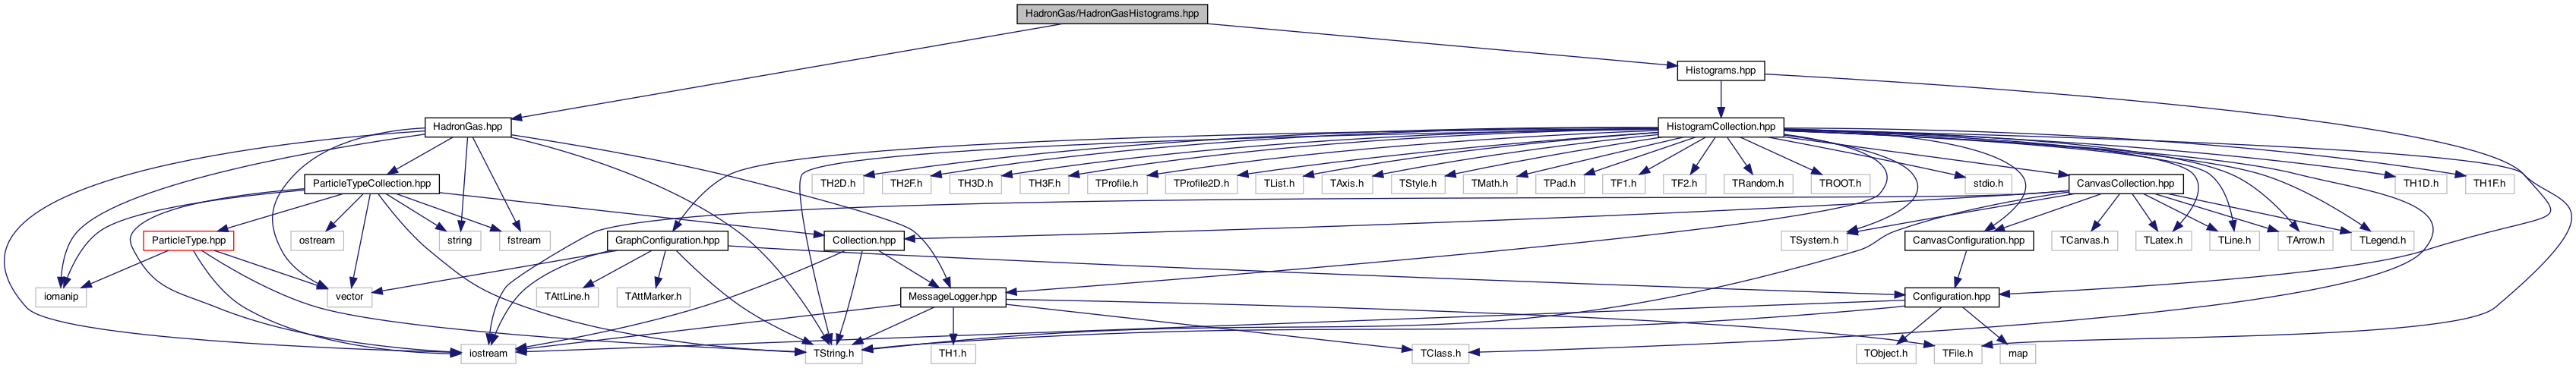 HadronGas/HadronGasHistograms.hpp
Histograms.hpp
HadronGas.hpp
HistogramCollection.hpp
ParticleTypeCollection.hpp
TH2D.h
TH2F.h
TH3D.h
TH3F.h
TProfile.h
TProfile2D.h
TList.h
TAxis.h
TStyle.h
TMath.h
TPad.h
TF1.h
TF2.h
TRandom.h
TROOT.h
stdio.h
CanvasCollection.hpp
TH1D.h
TH1F.h
ParticleType.hpp
ostream
string
fstream
GraphConfiguration.hpp
Collection.hpp
TSystem.h
CanvasConfiguration.hpp
TCanvas.h
TLatex.h
TLine.h
TArrow.h
TLegend.h
iomanip
vector
TAttLine.h
TAttMarker.h
MessageLogger.hpp
Configuration.hpp
iostream
TString.h
TH1.h
TClass.h
TObject.h
TFile.h
map